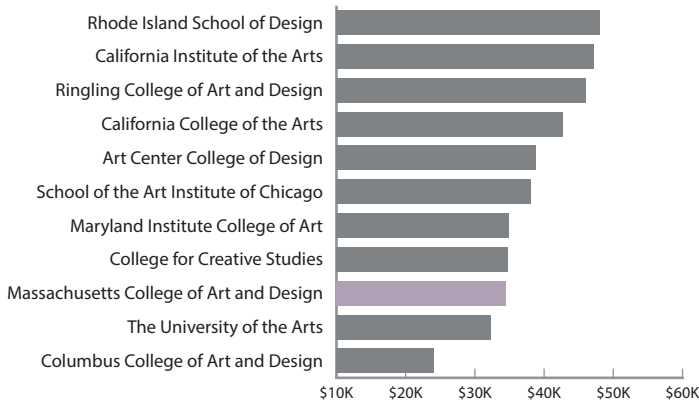 Rhode Island School of Design
California Institute of the Arts
Ringling College of Art and Design
California College of the Arts
Art Center College of Design
School of the Art Institute of Chicago
Maryland Institute College of Art
College for Creative Studies
Massachusetts College of Art and Design
The University of the Arts
Columbus College of Art and Design
$10K $20K $30K $40K $50K $60K